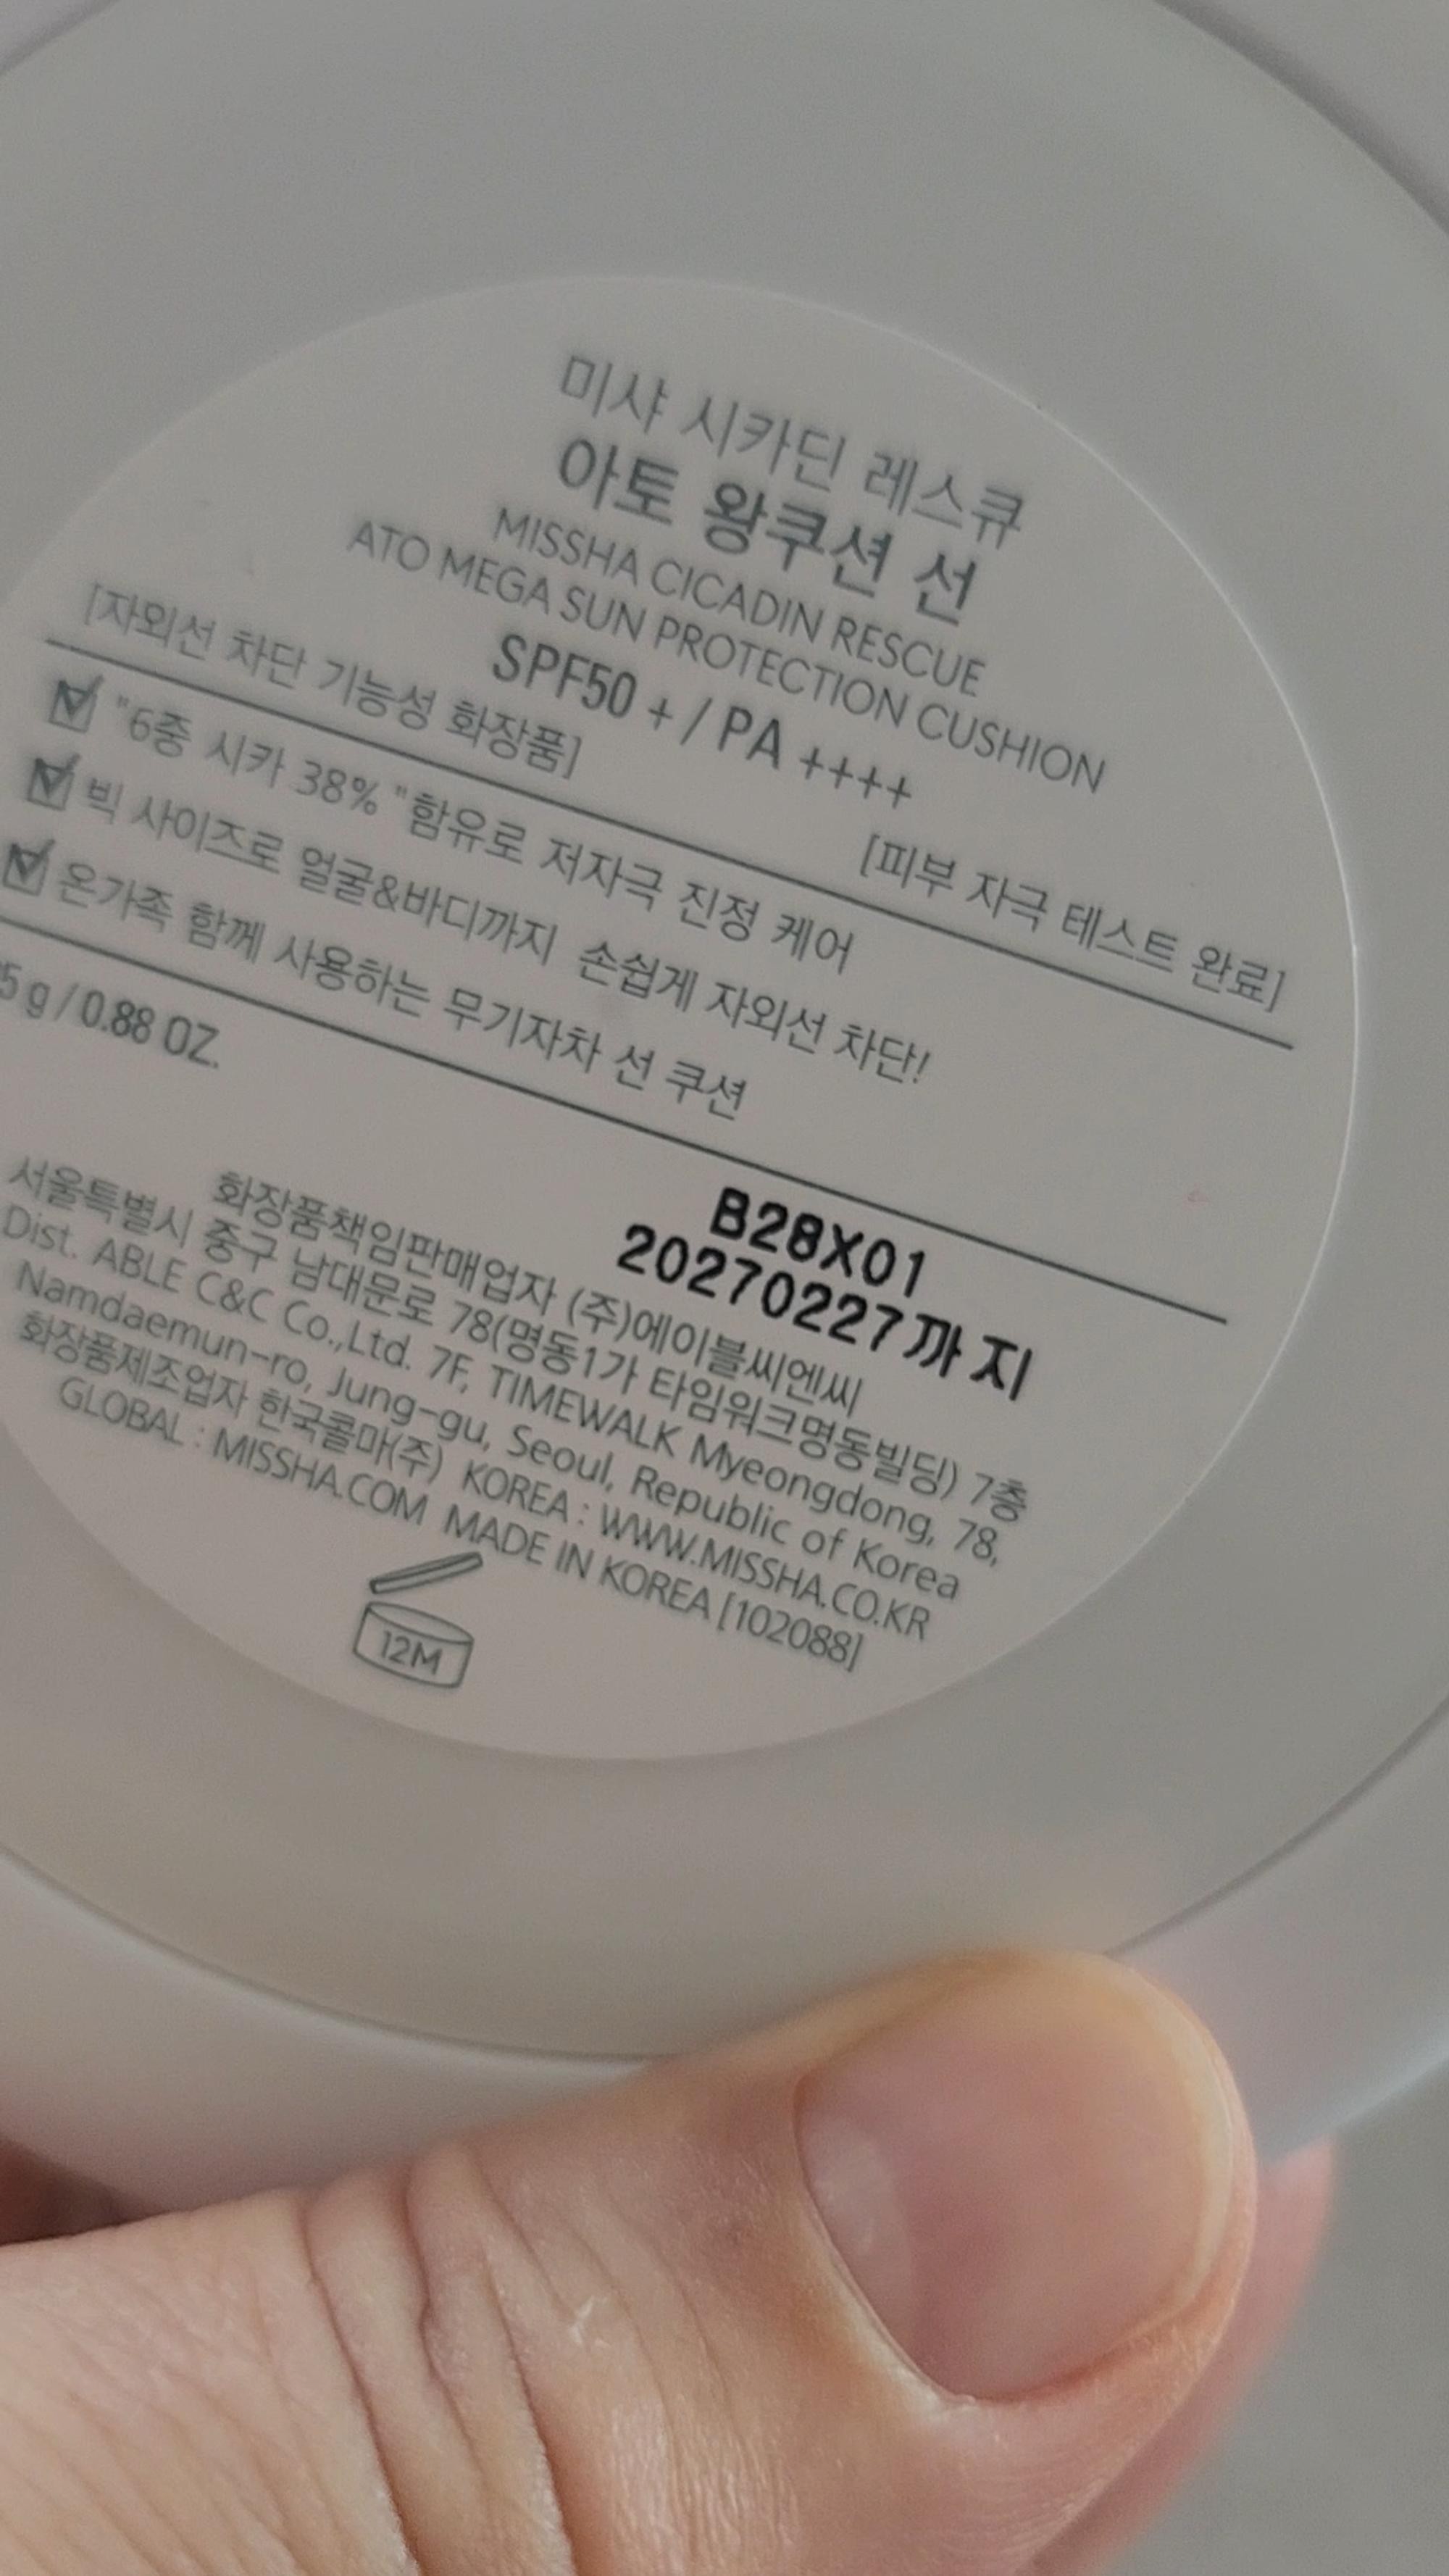 미샤 시카딘 레스큐
아토 왕쿠션 선
MISSHA CICADIN RESCUE
ATO MEGA SUN PROTECTION CUSHION
SPF50 + / PA ++++
[자외선 차단 기능성 화장품] [피부 자극 테스트 완료]
"6중 시카 38% "함유로 저자극 진정 케어
빅 사이즈로 얼굴&바디까지 손쉽게 자외선 차단!
온가족 함께 사용하는 무기자차 선 쿠션
5 g / 0.88 OZ.
B28X01
20270227까지
화장품책임판매업자 (주)에이블씨엔씨
서울특별시 중구 남대문로 78(명동1가 타임워크명동빌딩) 7층
Dist. ABLE C&C Co.,Ltd. 7F, TIMEWALK Myeongdong, 78,
Namdaemun-ro, Jung-gu, Seoul, Republic of Korea
화장품제조업자 한국콜마(주) KOREA : WWW.MISSHA.CO.KR
GLOBAL : MISSHA.COM MADE IN KOREA [102088]
12M